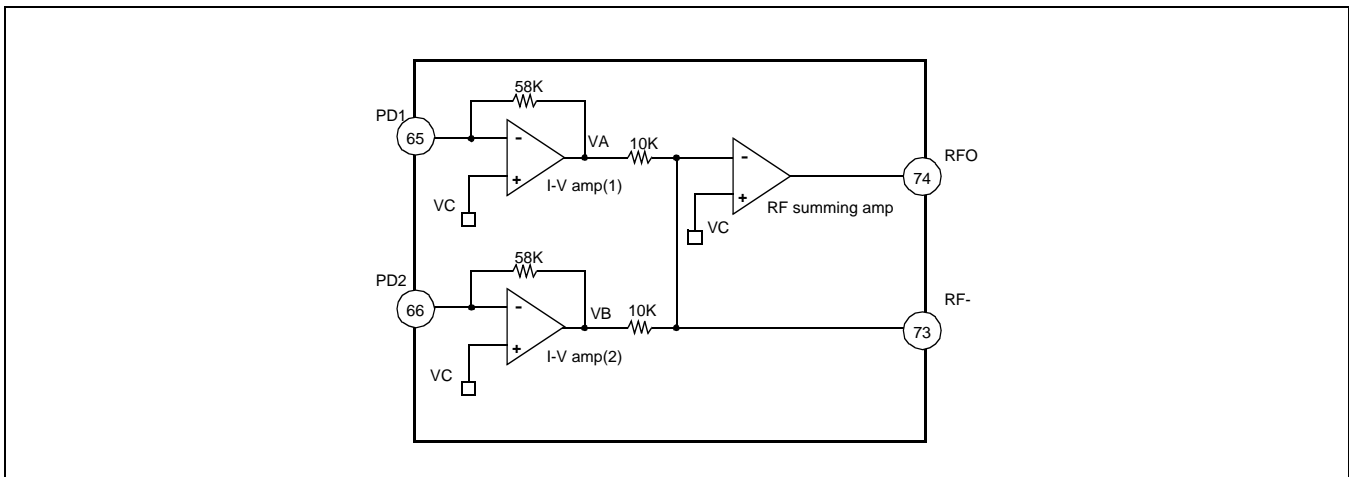 58K
PD1
65
-
VA
10K
+
I-V amp(1)
VC
-
+
RF summing amp
VC
RFO
74
58K
PD2
66
-
VB
10K
+
I-V amp(2)
VC
RF-
73